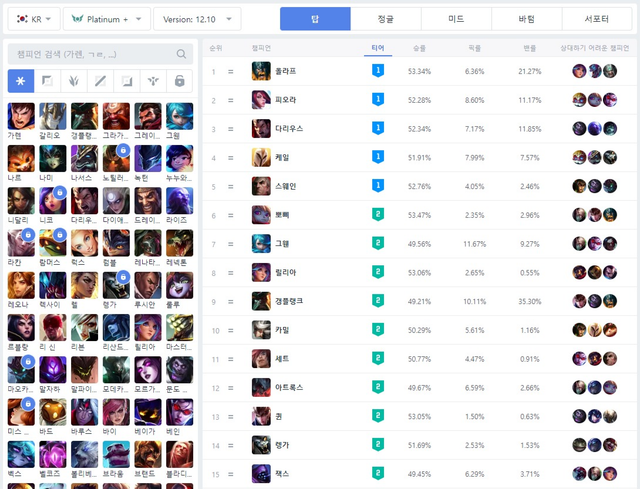 KR
Platinum +
Version: 12.10
탑
정글
미드
바텀
서포터
챔피언 검색 (가렌, ㄱㄹ, ...)
가렌
갈리오
갱플랭...
그라가...
그레이...
그웬
나르
나미
나서스
노틸러...
녹턴
누누와...
니달리
니코
다리우...
다이애...
드레이...
라이즈
라칸
람머스
럭스
럼블
레나타...
레넥톤
레오나
렉사이
렐
렝가
루시안
룰루
르블랑
리 신
리븐
리산드...
릴리아
마스터...
마오카...
말자하
말파이...
모데카...
모르가...
문도 ...
미스 ...
바드
바루스
바이
베이가
베인
벡스
벨코즈
볼리베...
브라움
브랜드
블라디...
순위
챔피언
티어
승률
픽률
밴률
상대하기 어려운 챔피언
1 = 올라프 1 53.34% 6.36% 21.27%
2 = 피오라 1 52.28% 8.60% 11.17%
3 = 다리우스 1 52.34% 7.17% 11.85%
4 = 케일 1 51.91% 7.99% 7.57%
5 = 스웨인 1 52.76% 4.05% 2.46%
6 = 뽀삐 2 53.47% 2.35% 2.96%
7 = 그웬 2 49.56% 11.67% 9.27%
8 = 릴리아 2 53.06% 2.65% 0.55%
9 = 갱플랭크 2 49.21% 10.11% 35.30%
10 = 카밀 2 50.29% 5.61% 1.16%
11 = 세트 2 50.77% 4.47% 0.91%
12 = 아트록스 2 49.67% 6.59% 2.66%
13 = 퀸 2 53.05% 1.50% 0.63%
14 = 렝가 2 51.69% 2.53% 1.53%
15 = 잭스 2 49.45% 6.29% 3.71%